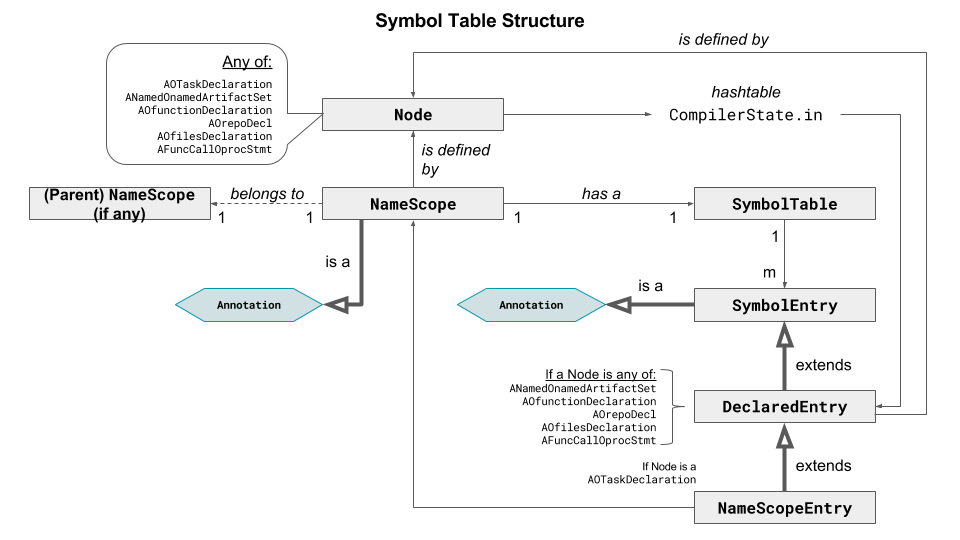 Symbol Table Structure
is defined by
Any of:
AOTaskDeclaration
ANamedOnamedArtifactSet
AOfunctionDeclaration
AOrepoDecl
AOfilesDeclaration
AFuncCallOprocStmt
Node
hashtable
CompilerState.in
is defined
by
(Parent) NameScope
(if any)
belongs to
1
1
NameScope
has a
1
1
SymbolTable
1
m
is a
Annotation
Annotation
is a
SymbolEntry
extends
If a Node is any of:
ANamedOnamedArtifactSet
AOfunctionDeclaration
AOrepoDecl
AOfilesDeclaration
AFuncCallOprocStmt
DeclaredEntry
extends
If Node is a
AOTaskDeclaration
NameScopeEntry